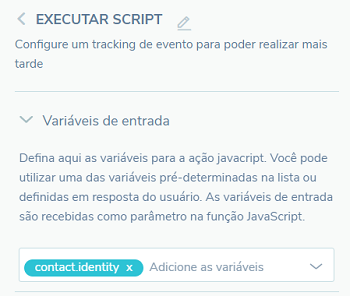 EXECUTAR SCRIPT
Configure um tracking de evento para poder realizar mais
tarde
Variáveis de entrada
Defina aqui as variáveis para a ação javacript. Você pode
utilizar uma das variáveis pré-determinadas na lista ou
definidas em resposta do usuário. As variáveis de entrada
são recebidas como parâmetro na função JavaScript.
contact.identity x Adicione as variáveis